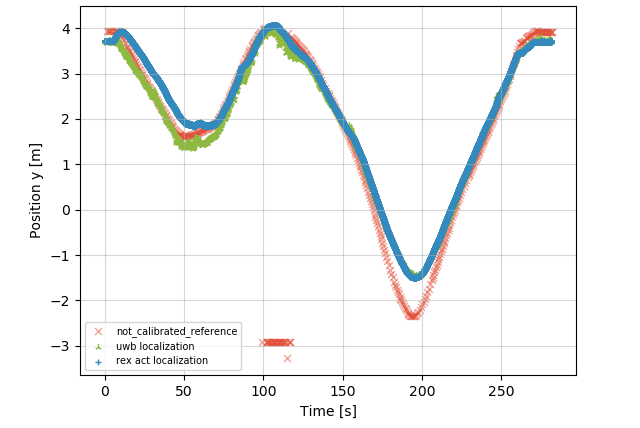 4
3
2
1
0
−1
−2
−3
Position y [m]
not_calibrated_reference
uwb localization
rex act localization
0 50 100 150 200 250
Time [s]